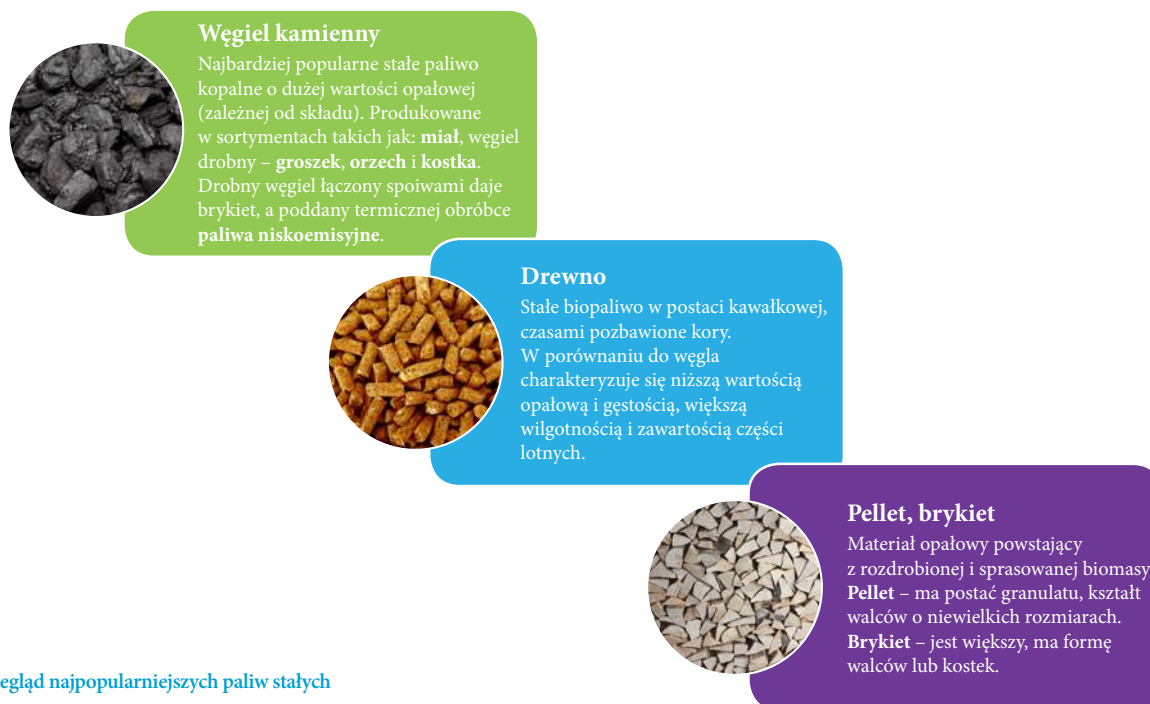 Węgiel kamienny
Najbardziej popularne stałe paliwo
kopalne o dużej wartości opałowej
(zależnej od składu). Produkowane
w sortymentach takich jak: miał, węgiel
drobny – groszek, orzech i kostka.
Drobny węgiel łączony spoiwami daje
brykiet, a poddany termicznej obróbce
paliwa niskoemisyjne.
Drewno
Stałe biopaliwo w postaci kawałkowej,
czasami pozbawione kory.
W porównaniu do węgla
charakteryzuje się niższą wartością
opałową i gęstością, większą
wilgotnością i zawartością części
lotnych.
Pellet, brykiet
Materiał opałowy powstający
z rozdrobionej i sprasowanej biomasy
Pellet – ma postać granulatu, kształt
walców o niewielkich rozmiarach.
Brykiet – jest większy, ma formę
walców lub kostek.
egląd najpopularniejszych paliw stałych